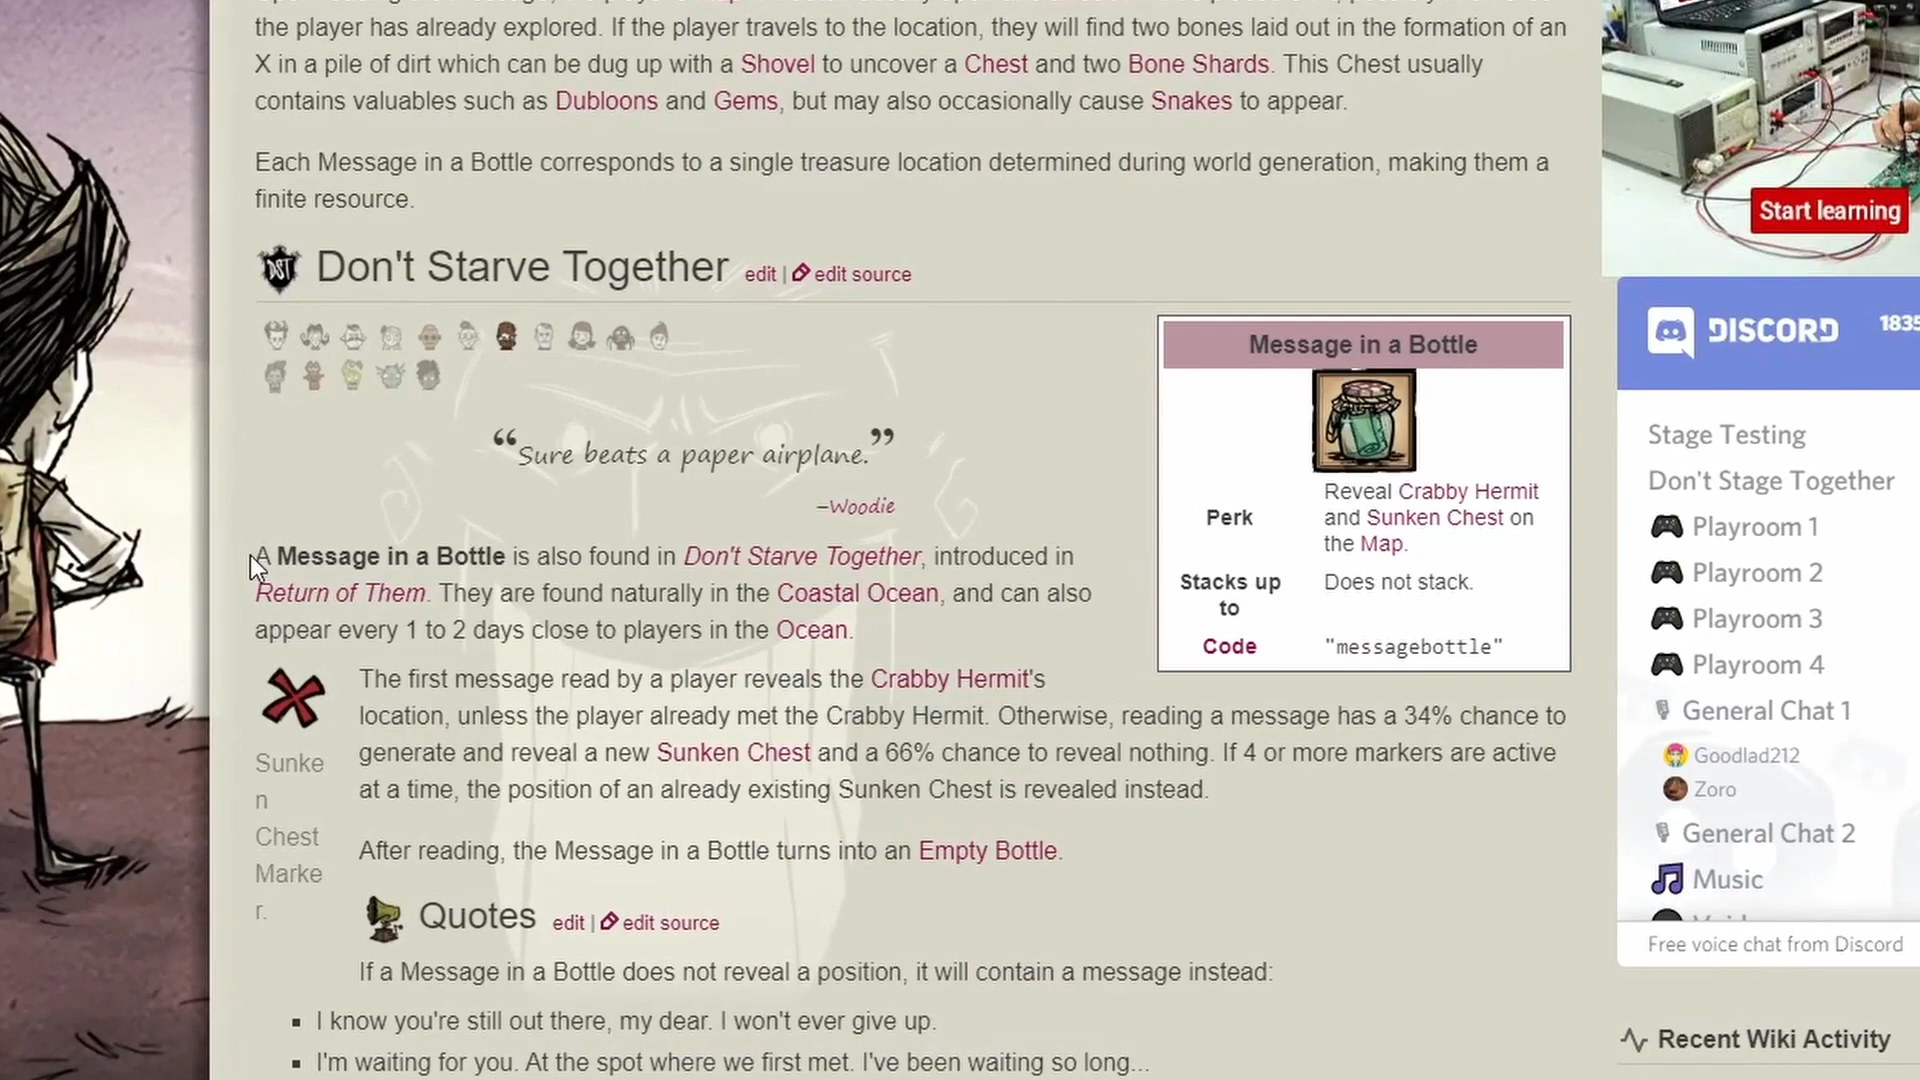 the player has already explored. If the player travels to the location, they will find two bones laid out in the formation of an
X in a pile of dirt which can be dug up with a Shovel to uncover a Chest and two Bone Shards. This Chest usually
contains valuables such as Dubloons and Gems, but may also occasionally cause Snakes to appear.
Each Message in a Bottle corresponds to a single treasure location determined during world generation, making them a
finite resource.
DST Don't Starve Together edit | edit source
“Sure beats a paper airplane.”
–Woodie
A Message in a Bottle is also found in Don't Starve Together, introduced in
Return of Them. They are found naturally in the Coastal Ocean, and can also
appear every 1 to 2 days close to players in the Ocean.
Message in a Bottle
Perk
Reveal Crabby Hermit
and Sunken Chest on
the Map.
Stacks up
to
Does not stack.
Code
"messagebottle"
Sunke
n
Chest
Marke
r.
The first message read by a player reveals the Crabby Hermit's
location, unless the player already met the Crabby Hermit. Otherwise, reading a message has a 34% chance to
generate and reveal a new Sunken Chest and a 66% chance to reveal nothing. If 4 or more markers are active
at a time, the position of an already existing Sunken Chest is revealed instead.
After reading, the Message in a Bottle turns into an Empty Bottle.
Quotes edit | edit source
If a Message in a Bottle does not reveal a position, it will contain a message instead:
I know you're still out there, my dear. I won't ever give up.
I'm waiting for you. At the spot where we first met. I've been waiting so long...
Start learning
DISCORD 1835
Stage Testing
Don't Stage Together
Playroom 1
Playroom 2
Playroom 3
Playroom 4
General Chat 1
Goodlad212
Zoro
General Chat 2
Music
Free voice chat from Discord
Recent Wiki Activity